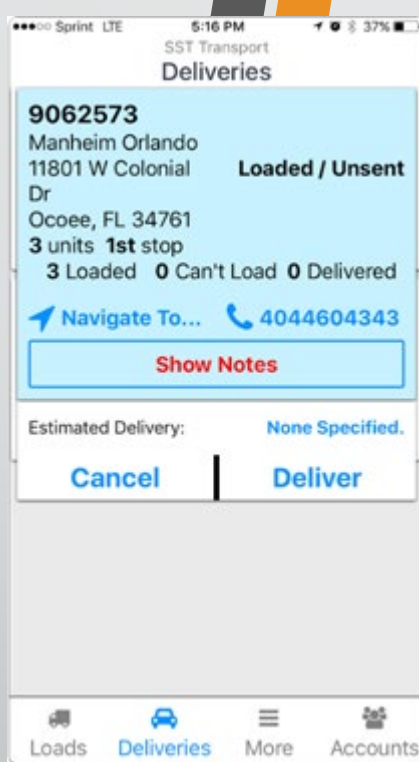 Sprint LTE 5:16 PM 37%
SST Transport
Deliveries
9062573
Manheim Orlando
11801 W Colonial Loaded / Unsent
Dr
Ocoee, FL 34761
3 units 1st stop
3 Loaded 0 Can't Load 0 Delivered
Navigate To... 4044604343
Show Notes
Estimated Delivery: None Specified.
Cancel Deliver
Loads Deliveries More Accounts